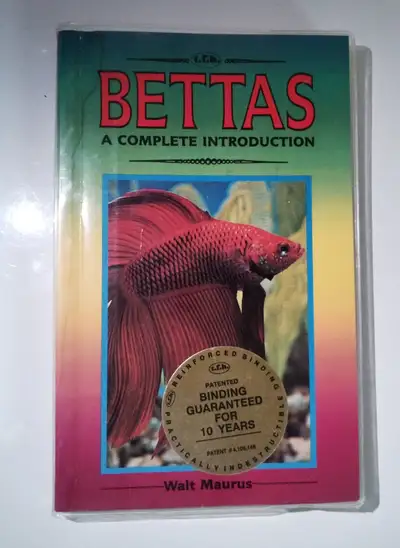 t.f.h.
BETTAS
A COMPLETE INTRODUCTION
t.f.h.
REINFORCED BINDING
PATENTED
BINDING
GUARANTEED
FOR
10 YEARS
PRACTICALLY INDESTRUCTIBLE
Walt Maurus